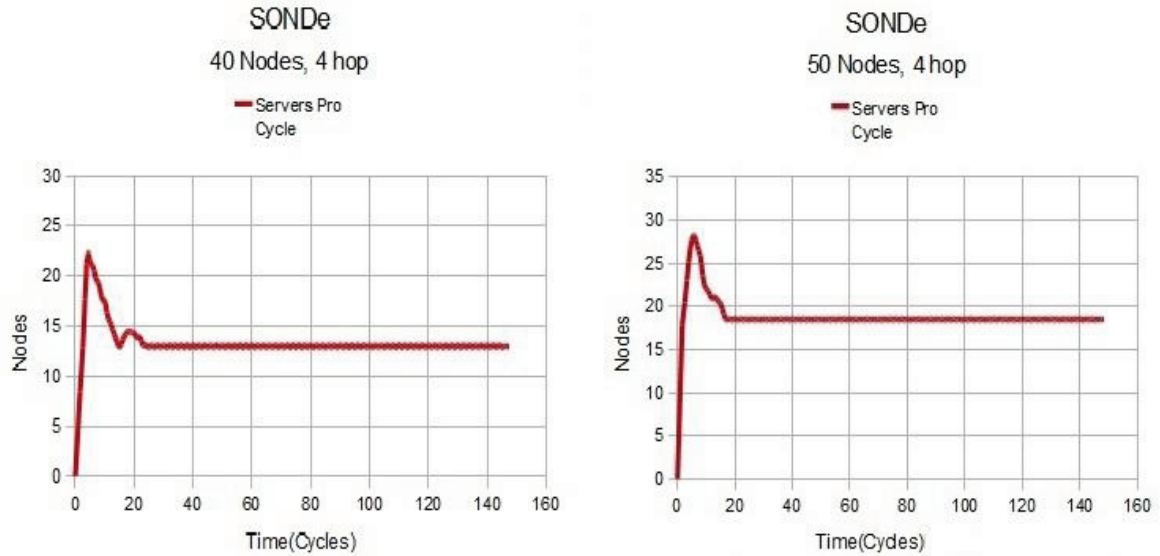 SONDe
40 Nodes, 4 hop
Servers Pro
Cycle
30
25
20
15
10
5
0
Nodes
0 20 40 60 80 100 120 140 160
Time(Cycles)
SONDe
50 Nodes, 4 hop
Servers Pro
Cycle
35
30
25
20
15
10
5
0
Nodes
0 20 40 60 80 100 120 140 160
Time(Cycles)